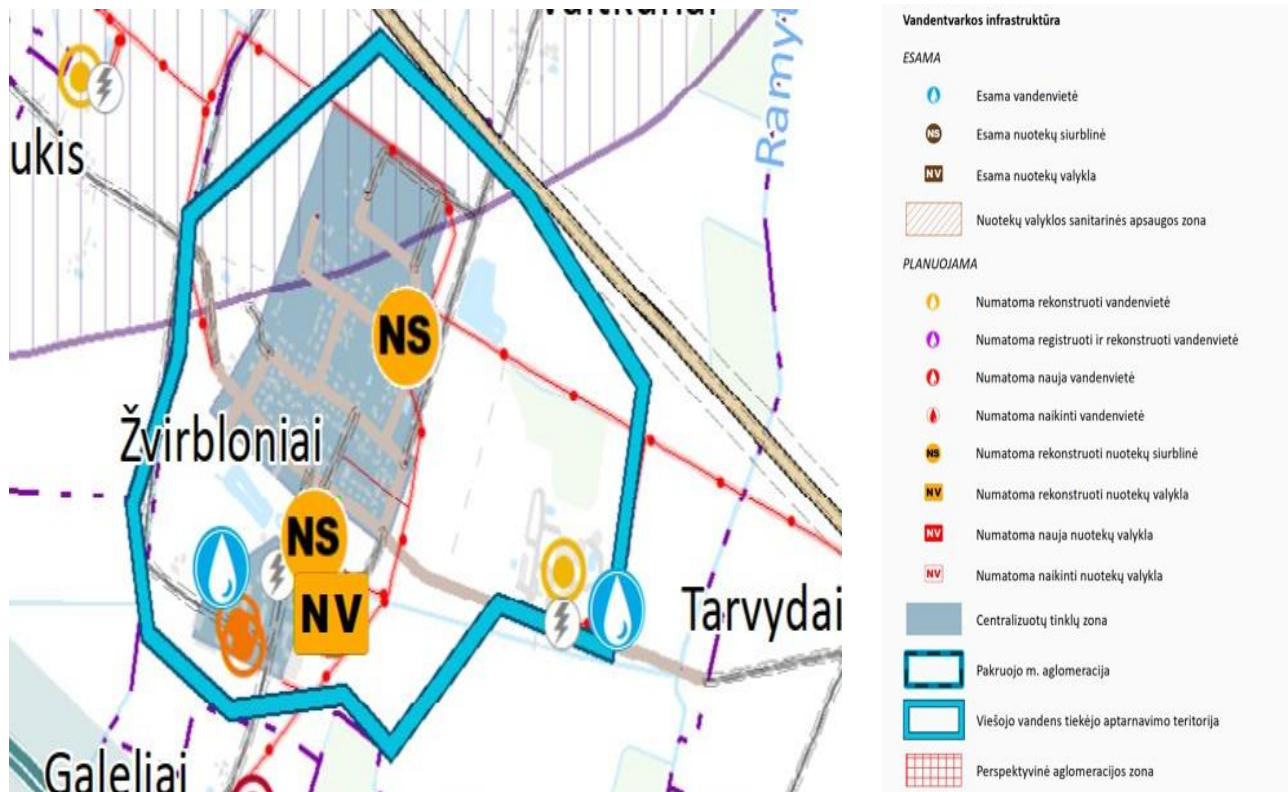 ukis
Ramyt
Žvirbloniai
NS
NS
NV
Tarvydai
Galeliai
Vandentvarkos infrastruktūra
ESAMA
Esama vandenvietė
NS Esama nuotekų siurblinė
NV Esama nuotekų valykla
Nuotekų valyklos sanitarinės apsaugos zona
PLANUOJAMA
Numatoma rekonstruoti vandenvietė
Numatoma registruoti ir rekonstruoti vandenvietė
Numatoma nauja vandenvietė
Numatoma naikinti vandenvietė
NS Numatoma rekonstruoti nuotekų siurblinė
NV Numatoma rekonstruoti nuotekų valykla
NV Numatoma nauja nuotekų valykla
NV Numatoma naikinti nuotekų valykla
Centralizuotų tinklų zona
Pakruojo m. aglomeracija
Viešojo vandens tiekėjo aptarnavimo teritorija
Perspektyvinė aglomeracijos zona